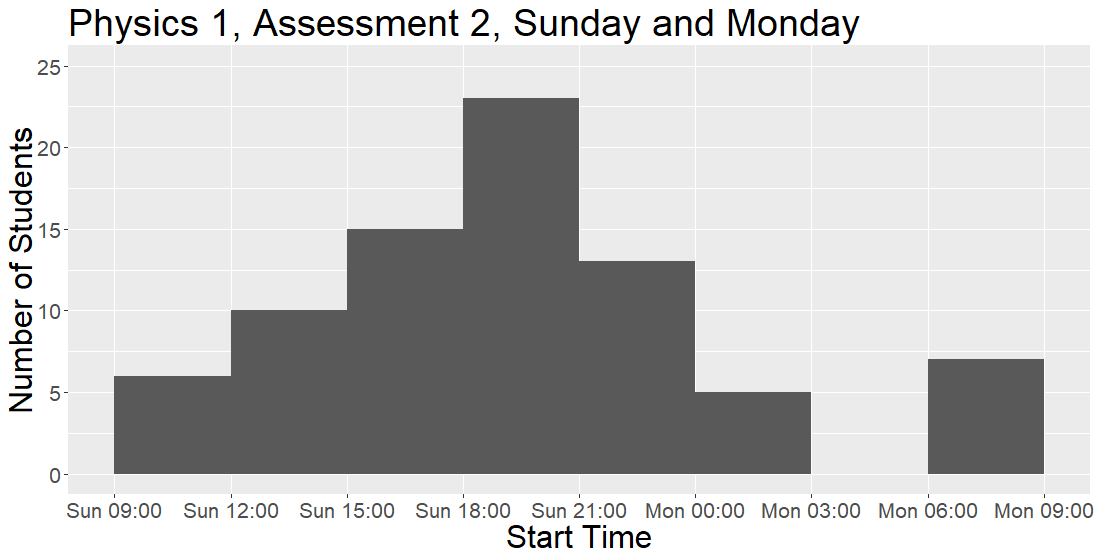 Physics 1, Assessment 2, Sunday and Monday
Number of Students
25
20
15
10
5
0
Sun 09:00 Sun 12:00 Sun 15:00 Sun 18:00 Sun 21:00 Mon 00:00 Mon 03:00 Mon 06:00 Mon 09:00
Start Time